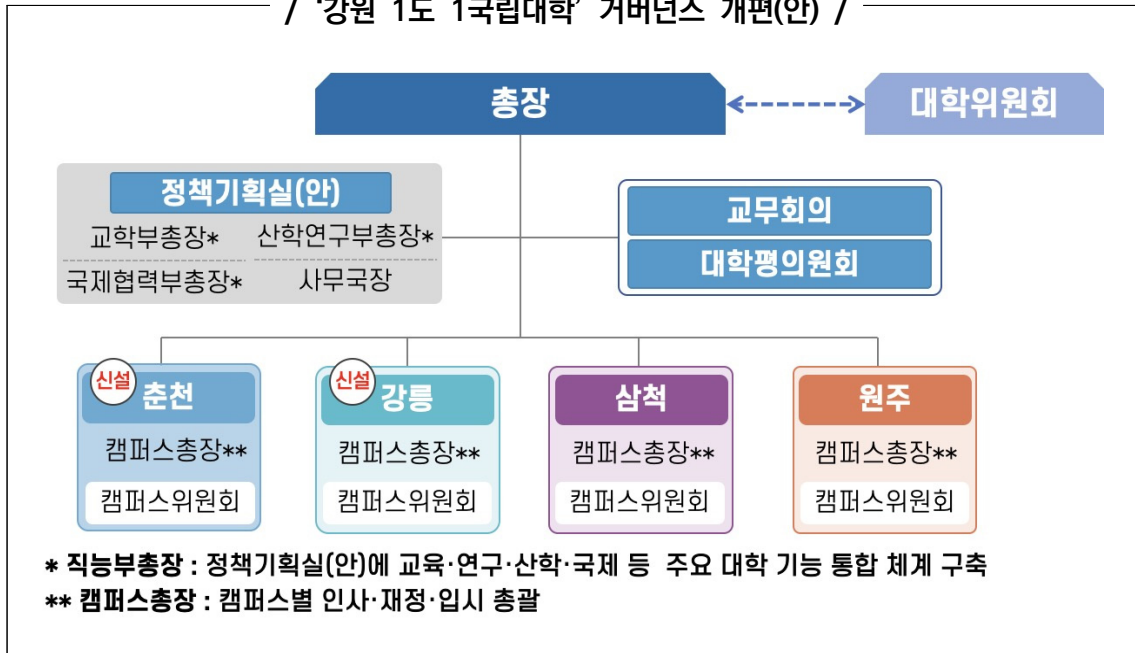 / ‘강원 1도 1국립대학’ 거버넌스 개편(안) /
총장
대학위원회
정책기획실(안)
교학부총장* 산학연구부총장*
국제협력부총장* 사무국장
교무회의
대학평의원회
신설
춘천
캠퍼스총장**
캠퍼스위원회
신설
강릉
캠퍼스총장**
캠퍼스위원회
삼척
캠퍼스총장**
캠퍼스위원회
원주
캠퍼스총장**
캠퍼스위원회
* 직능부총장 : 정책기획실(안)에 교육·연구·산학·국제 등 주요 대학 기능 통합 체계 구축
** 캠퍼스총장 : 캠퍼스별 인사·재정·입시 총괄